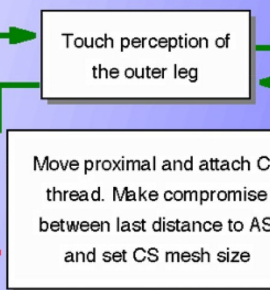 Touch perception of
the outer leg
Move proximal and attach C
thread. Make compromise
between last distance to AS
and set CS mesh size